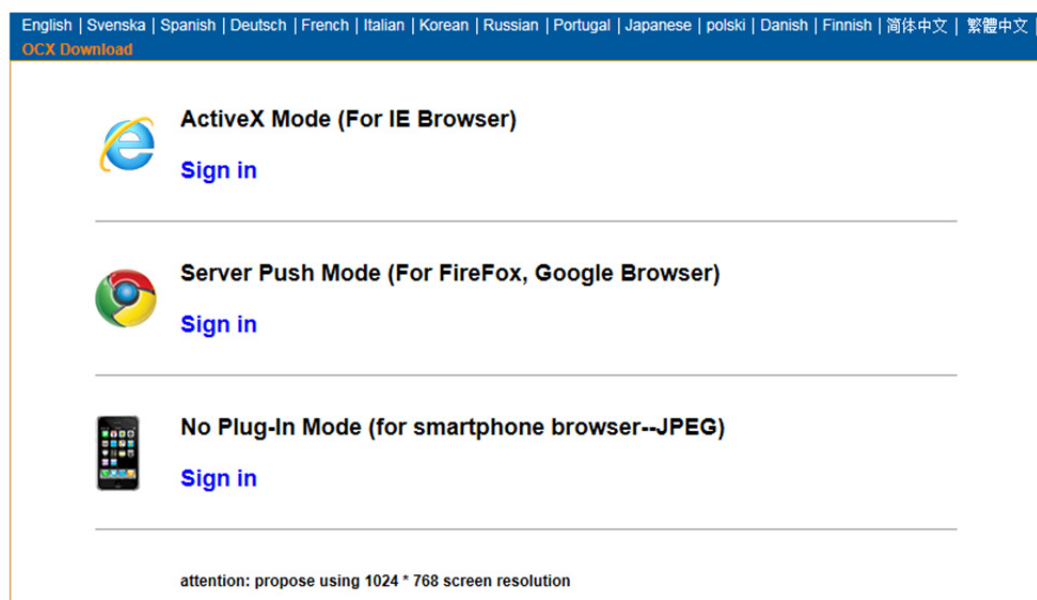 English | Svenska | Spanish | Deutsch | French | Italian | Korean | Russian | Portugal | Japanese | polski | Danish | Finnish | 简体中文 | 繁體中文 |
OCX Download
ActiveX Mode (For IE Browser)
Sign in
Server Push Mode (For FireFox, Google Browser)
Sign in
No Plug-In Mode (for smartphone browser--JPEG)
Sign in
attention: propose using 1024 * 768 screen resolution